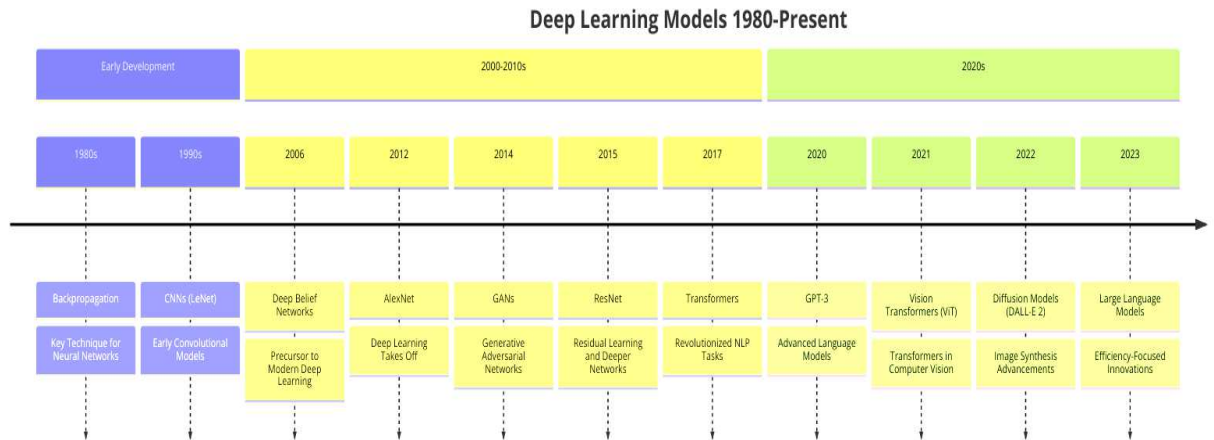 Deep Learning Models 1980-Present
Early Development
2000-2010s
2020s
1980s
1990s
2006
2012
2014
2015
2017
2020
2021
2022
2023
Backpropagation
Key Technique for
Neural Networks
CNNs (LeNet)
Early Convolutional
Models
Deep Belief
Networks
Precursor to
Modern Deep
Learning
AlexNet
Deep Learning
Takes Off
GANs
Generative
Adversarial
Networks
ResNet
Residual Learning
and Deeper
Networks
Transformers
Revolutionized NLP
Tasks
GPT-3
Advanced Language
Models
Vision
Transformers (ViT)
Transformers in
Computer Vision
Diffusion Models
(DALL-E 2)
Image Synthesis
Advancements
Large Language
Models
Efficiency-Focused
Innovations